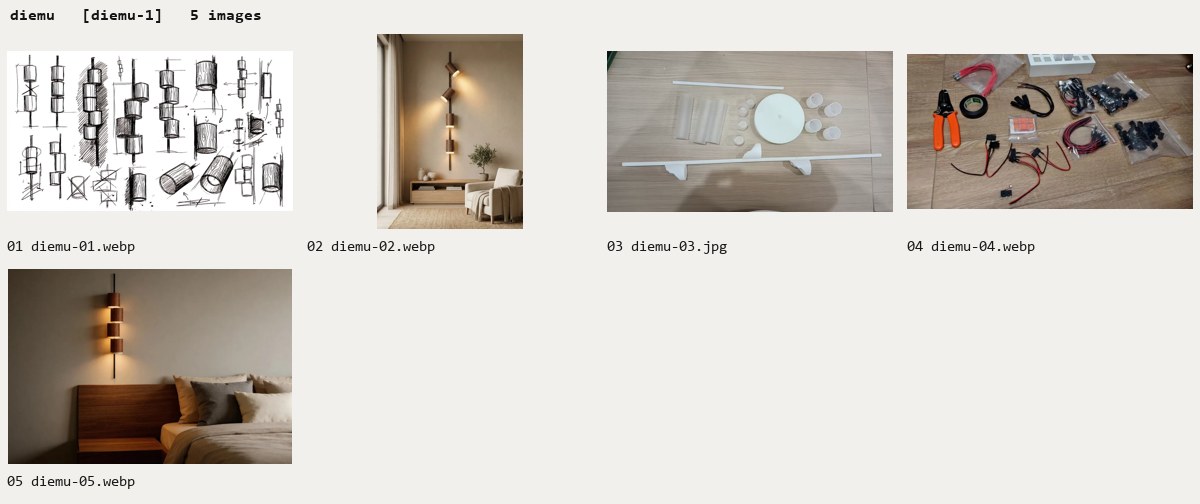 diemu [diemu-1] 5 images
01 diemu-01.webp
02 diemu-02.webp
03 diemu-03.jpg
04 diemu-04.webp
05 diemu-05.webp